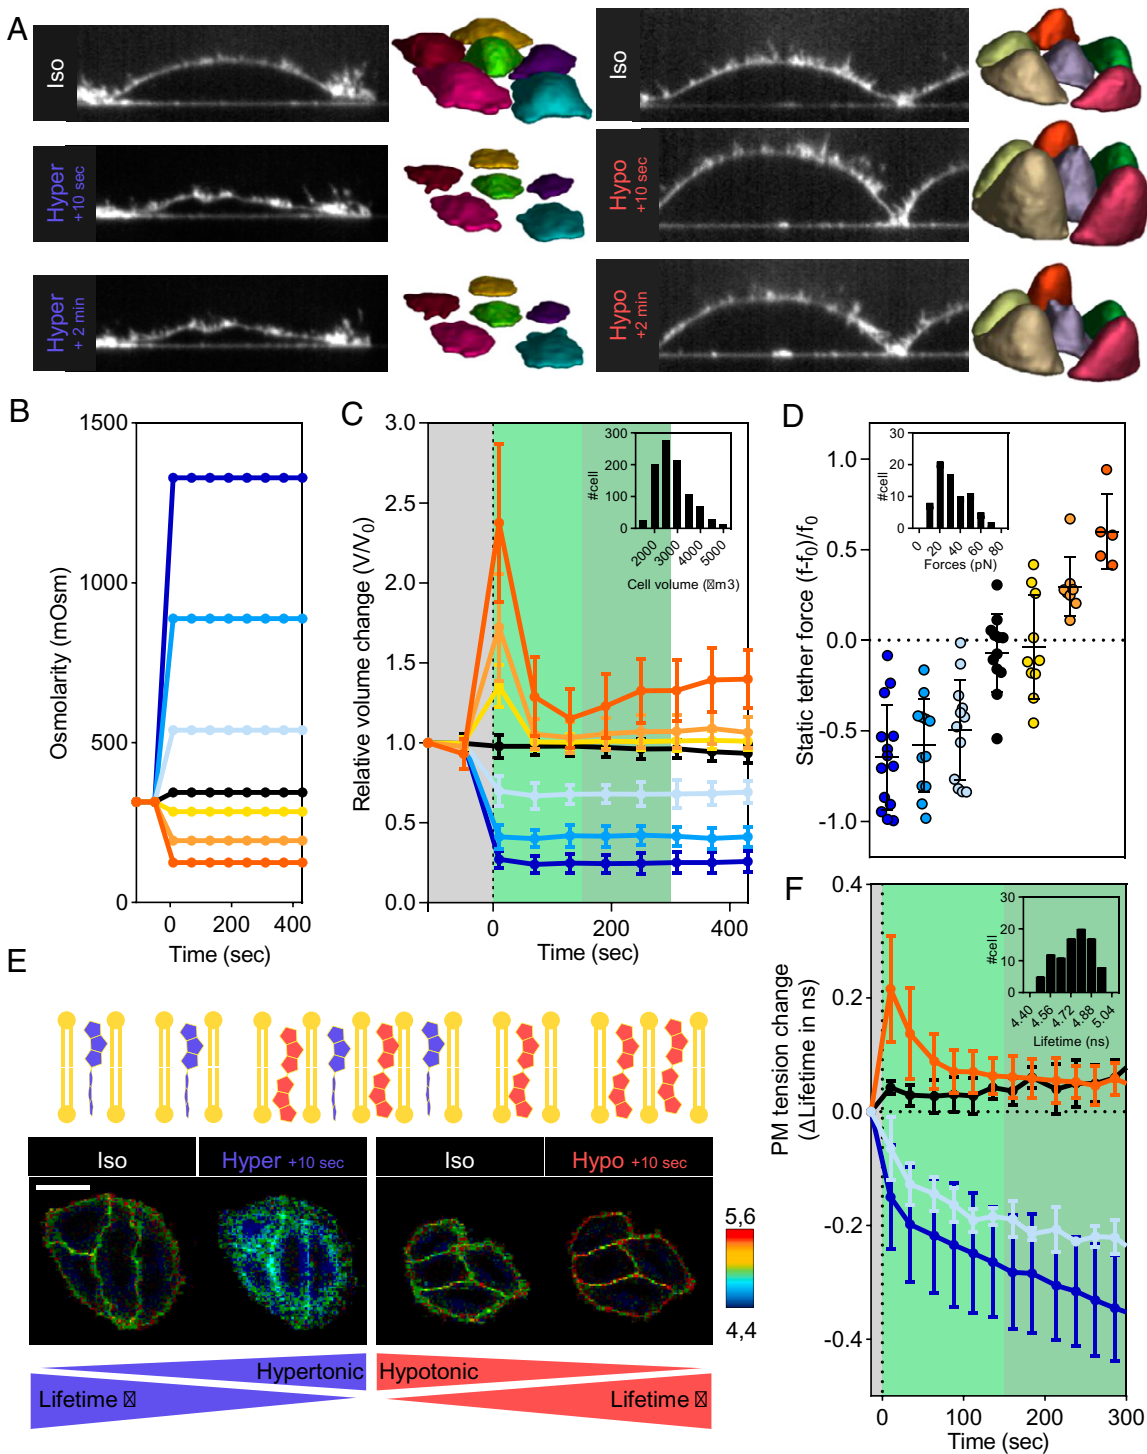 A
Iso
Hyper
+10 sec
Hyper
+ 2 min
Iso
Hypo
+10 sec
Hypo
+2 min
B
Osmolarity (mOsm)
1500
1000
500
0
0 200 400
Time (sec)
C
Relative volume change (V/V0)
3.0
2.5
2.0
1.5
1.0
0.5
0.0
0 200 400
Time (sec)
#cell
300
200
100
0
2000 3000 4000 5000
Cell volume (□m3)
D
Static tether force (f-f0)/f0
1.0
0.5
0.0
-0.5
-1.0
#cell
30
20
10
0
0 20 40 60 80
Forces (pN)
E
Iso
Hyper +10 sec
Iso
Hypo +10 sec
5,6
4,4
Hypertonic
Lifetime □
Hypotonic
Lifetime □
F
PM tension change
(ΔLifetime in ns)
0.4
0.2
0.0
-0.2
-0.4
0 100 200 300
Time (sec)
#cell
30
20
10
0
4.40 4.56 4.72 4.88 5.04
Lifetime (ns)